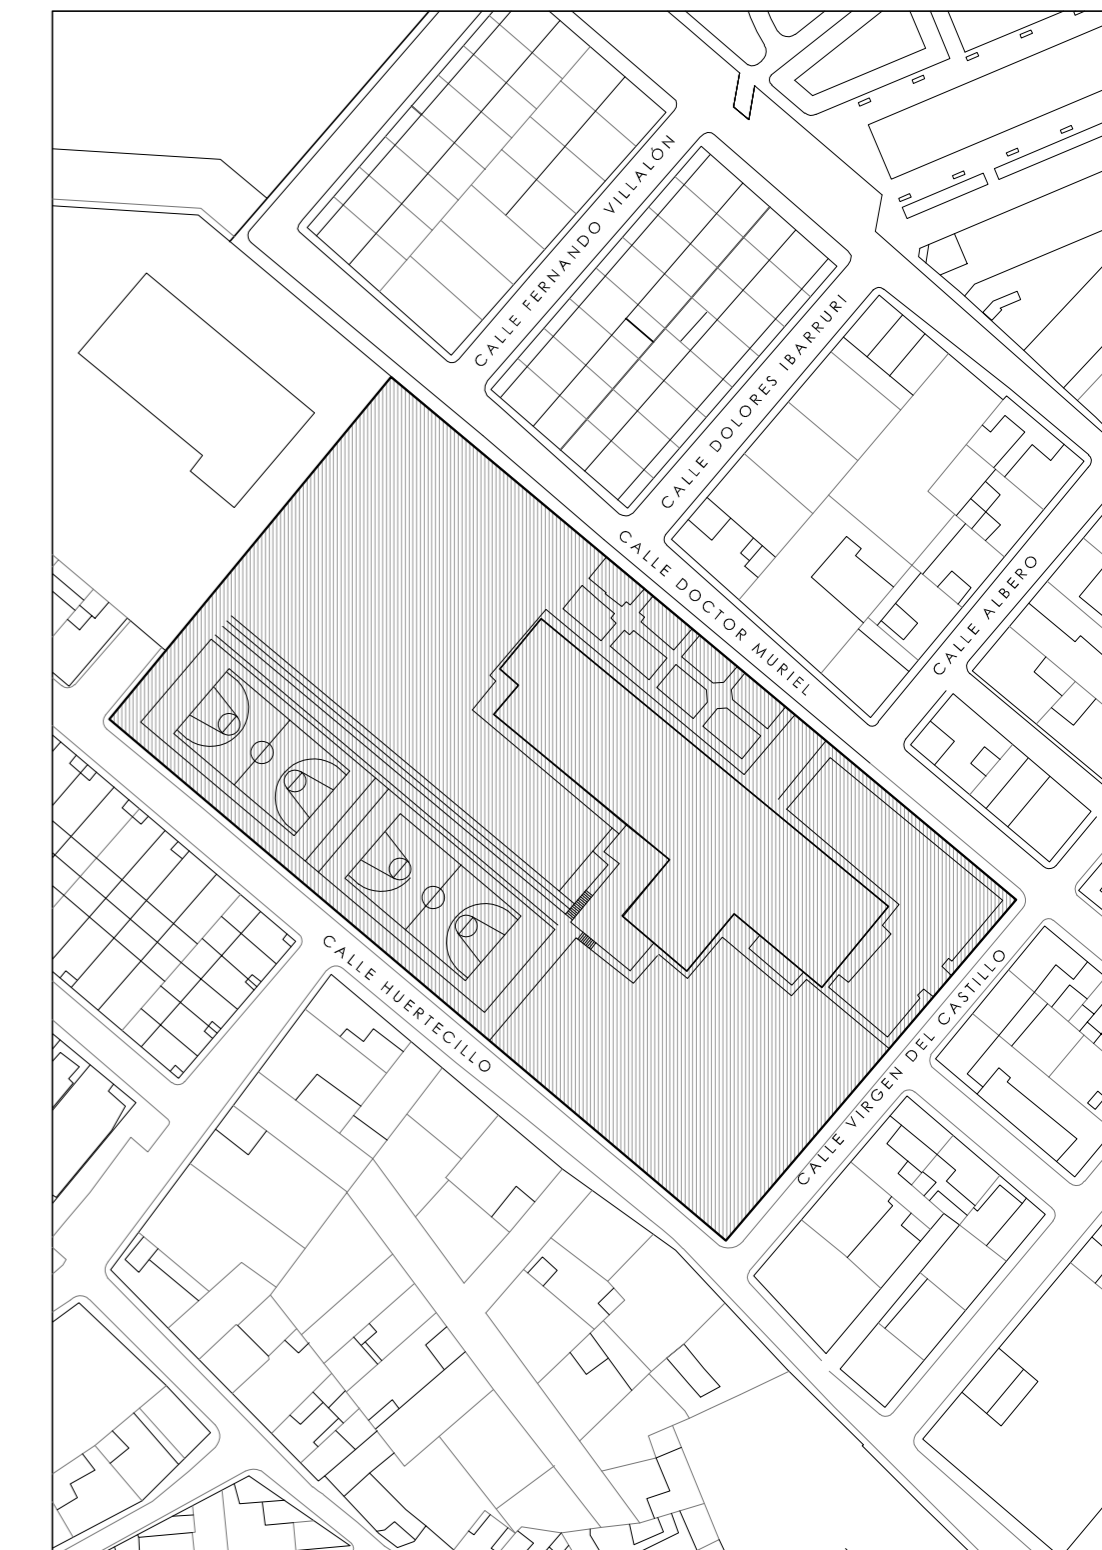 CALLE FERNANDO VILLALÓN
CALLE DOLORES IBARRURI
CALLE DOCTOR MURIEL
CALLE ALBERO
CALLE HUERTECILLO
CALLE VIRGEN DEL CASTILLO